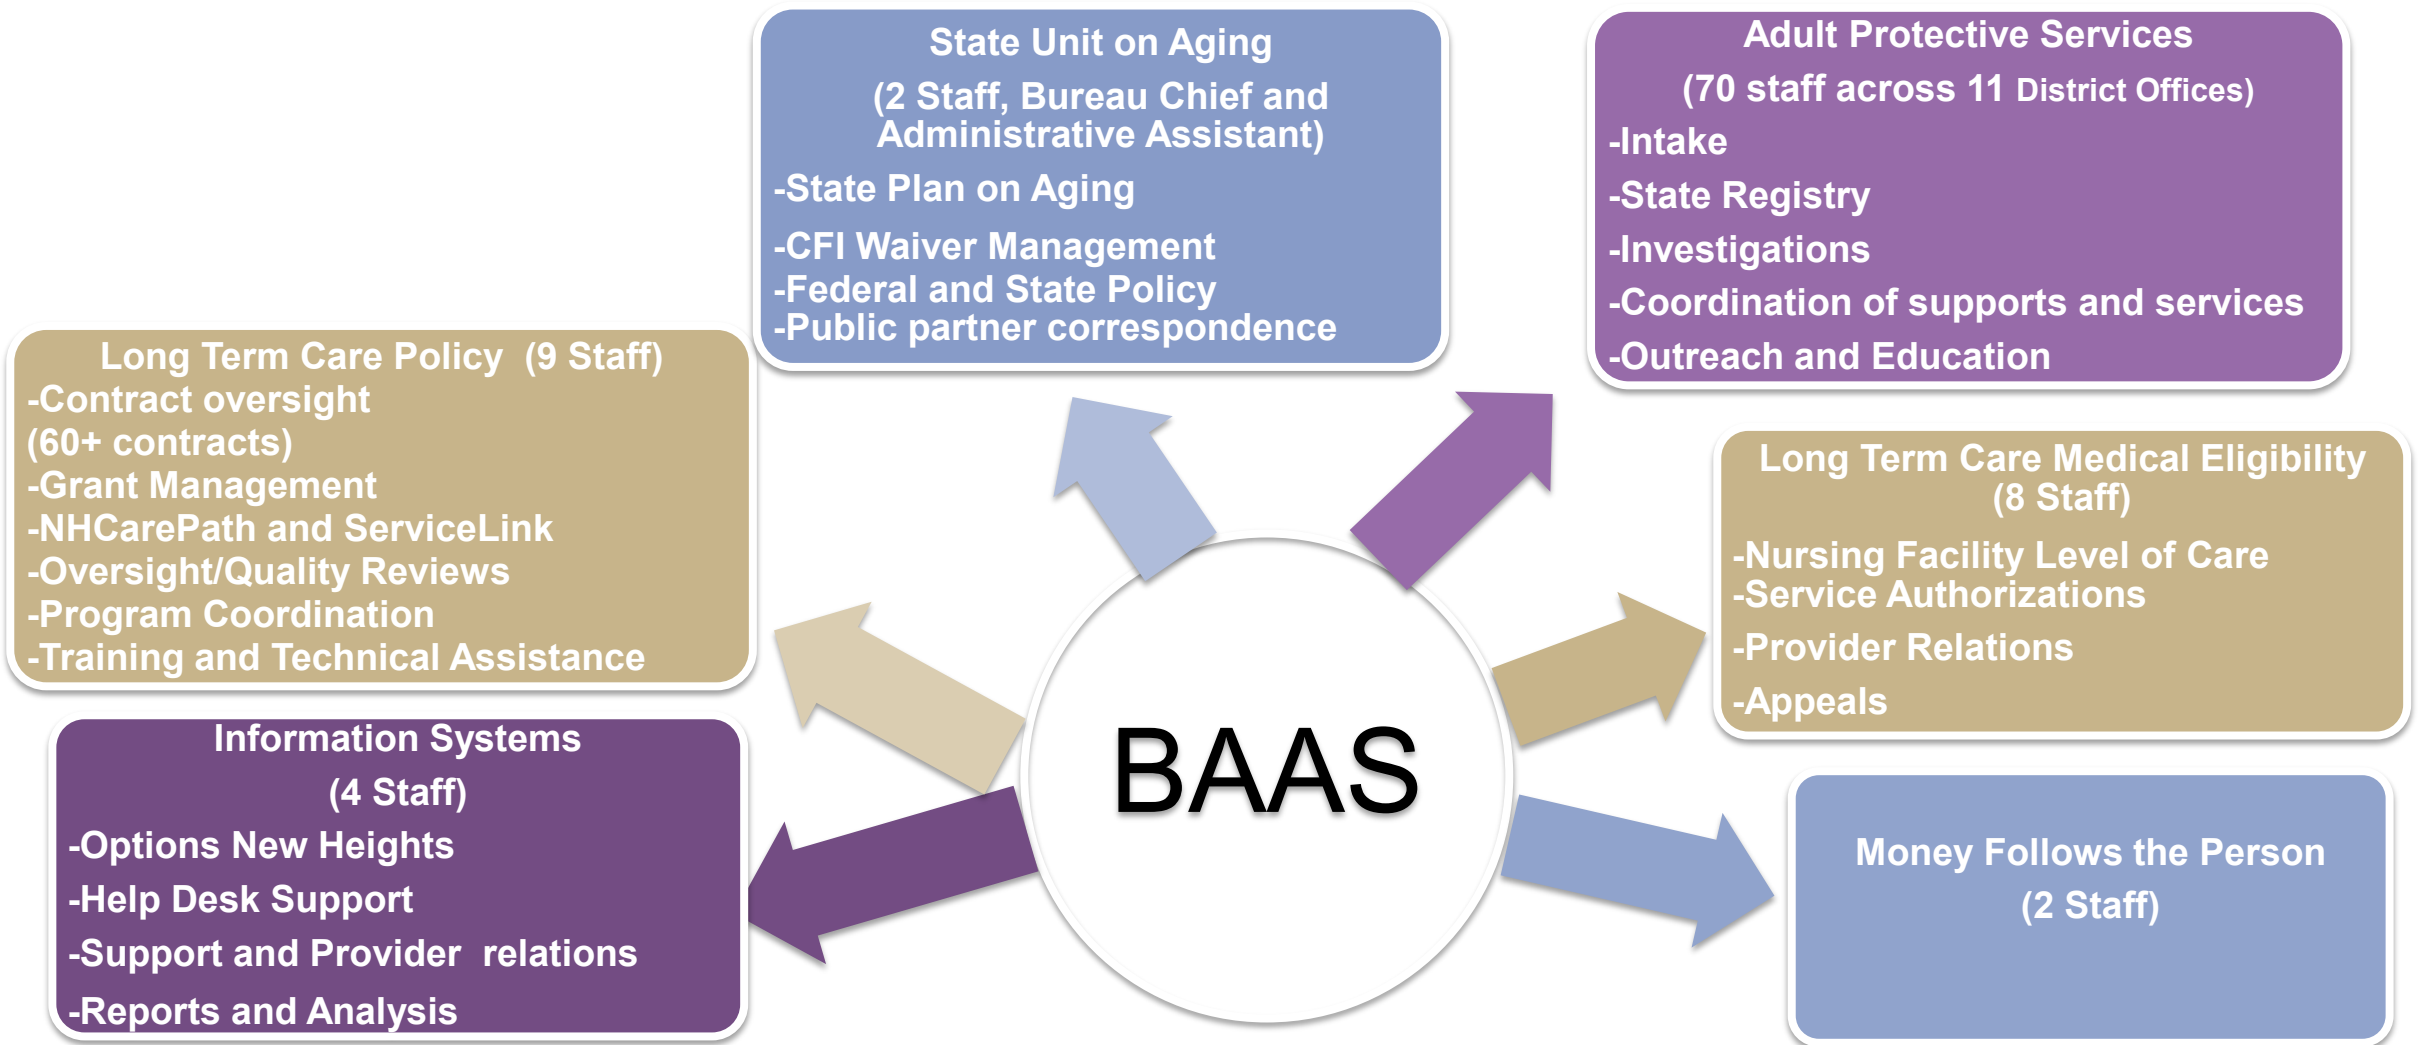 State Unit on Aging
(2 Staff, Bureau Chief and
Administrative Assistant)
-State Plan on Aging
-CFI Waiver Management
-Federal and State Policy
-Public partner correspondence
Adult Protective Services
(70 staff across 11 District Offices)
-Intake
-State Registry
-Investigations
-Coordination of supports and services
-Outreach and Education
Long Term Care Policy (9 Staff)
-Contract oversight
(60+ contracts)
-Grant Management
-NHCarePath and ServiceLink
-Oversight/Quality Reviews
-Program Coordination
-Training and Technical Assistance
Long Term Care Medical Eligibility
(8 Staff)
-Nursing Facility Level of Care
-Service Authorizations
-Provider Relations
-Appeals
Information Systems
(4 Staff)
-Options New Heights
-Help Desk Support
-Support and Provider relations
-Reports and Analysis
BAAS
Money Follows the Person
(2 Staff)